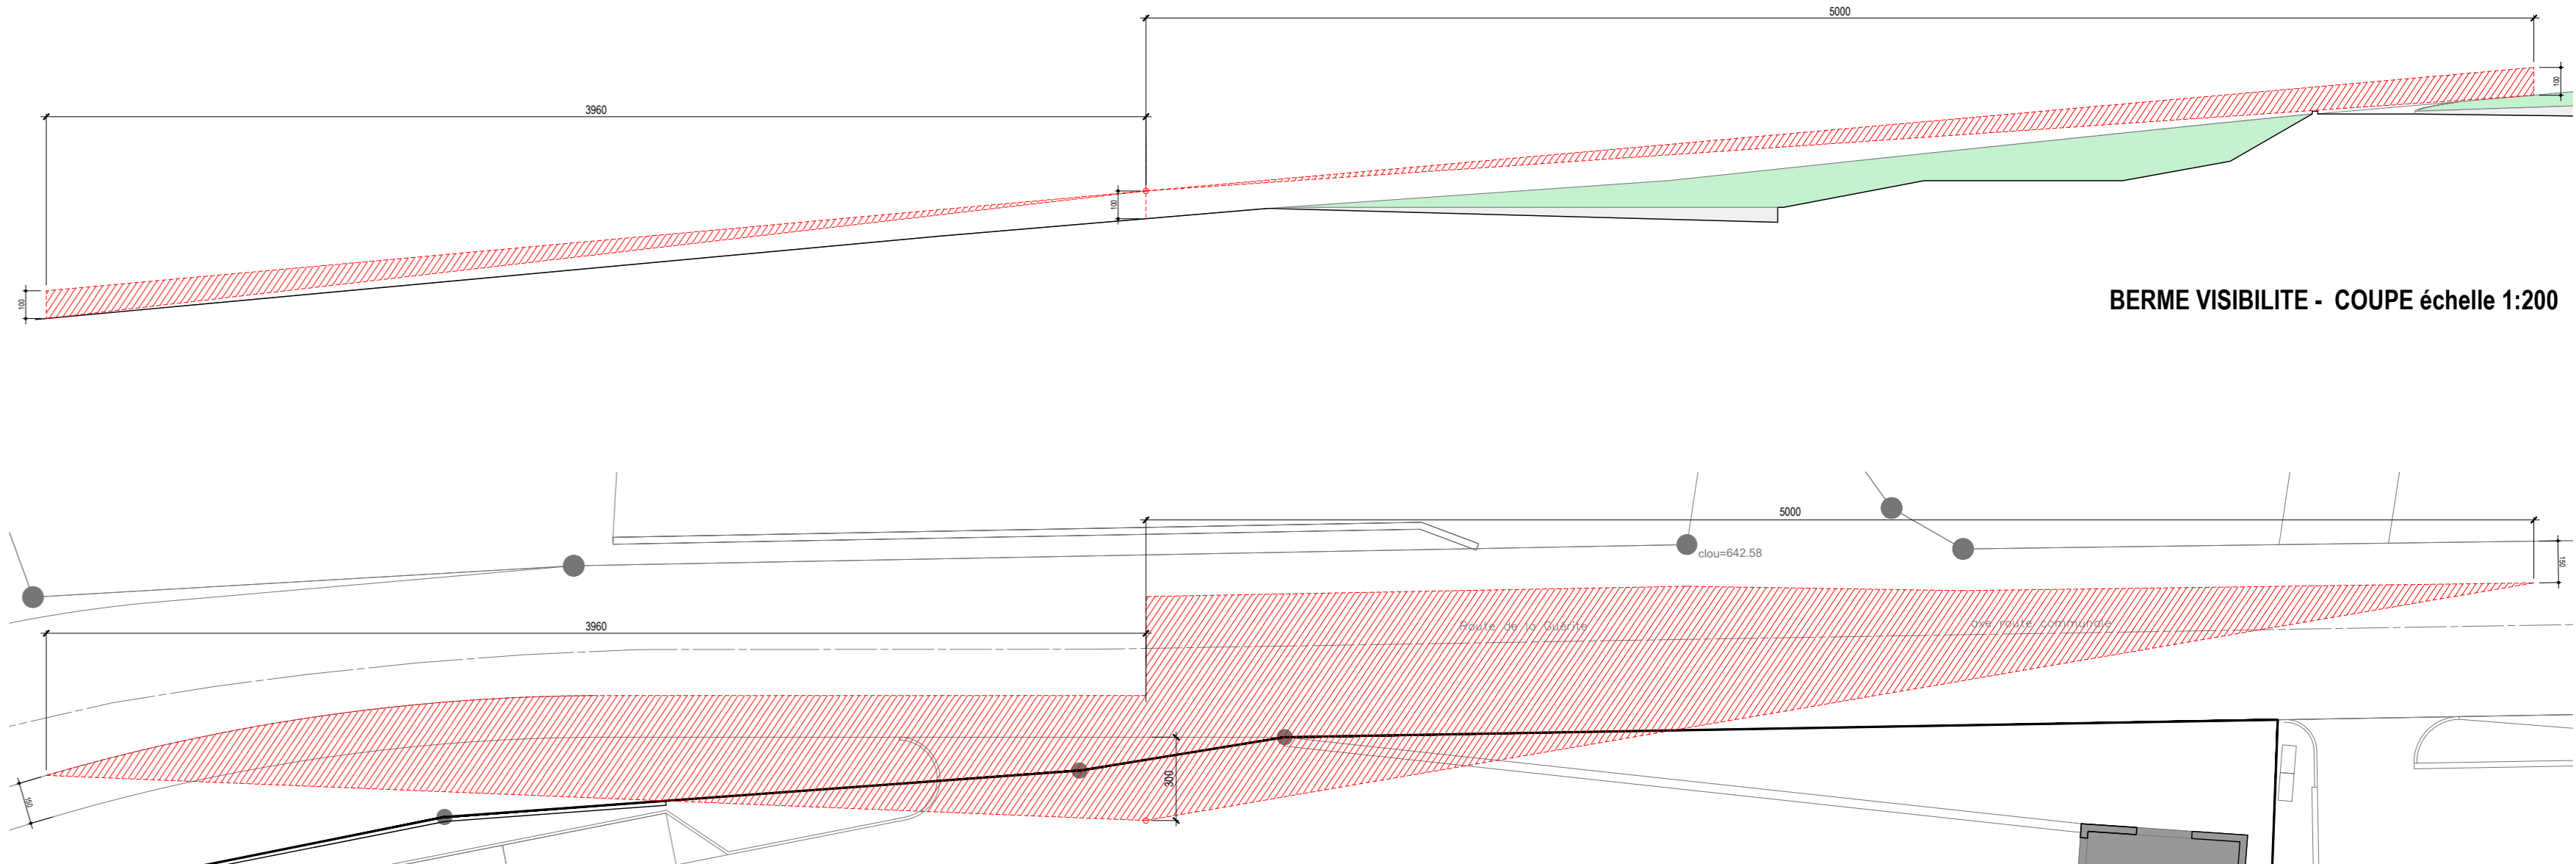 5000
100
3960
100
100
BERME VISIBILITE - COUPE échelle 1:200
5000
clou=642.58
150
3960
Route de la Guérite
axe route communale
300
150